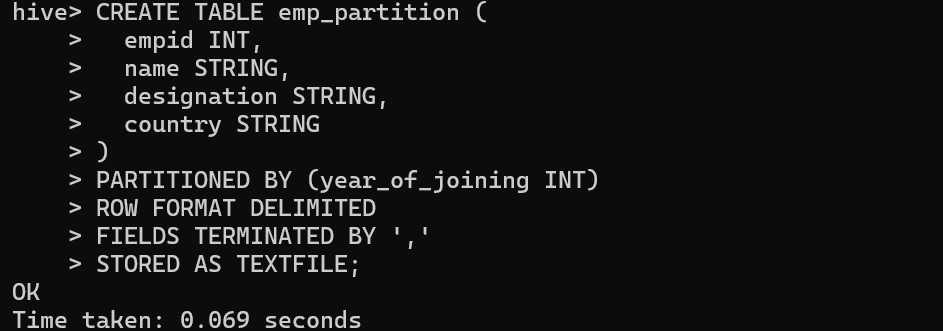 hive> CREATE TABLE emp_partition (
    >   empid INT,
    >   name STRING,
    >   designation STRING,
    >   country STRING
    > )
    > PARTITIONED BY (year_of_joining INT)
    > ROW FORMAT DELIMITED
    > FIELDS TERMINATED BY ','
    > STORED AS TEXTFILE;
OK
Time taken: 0.069 seconds